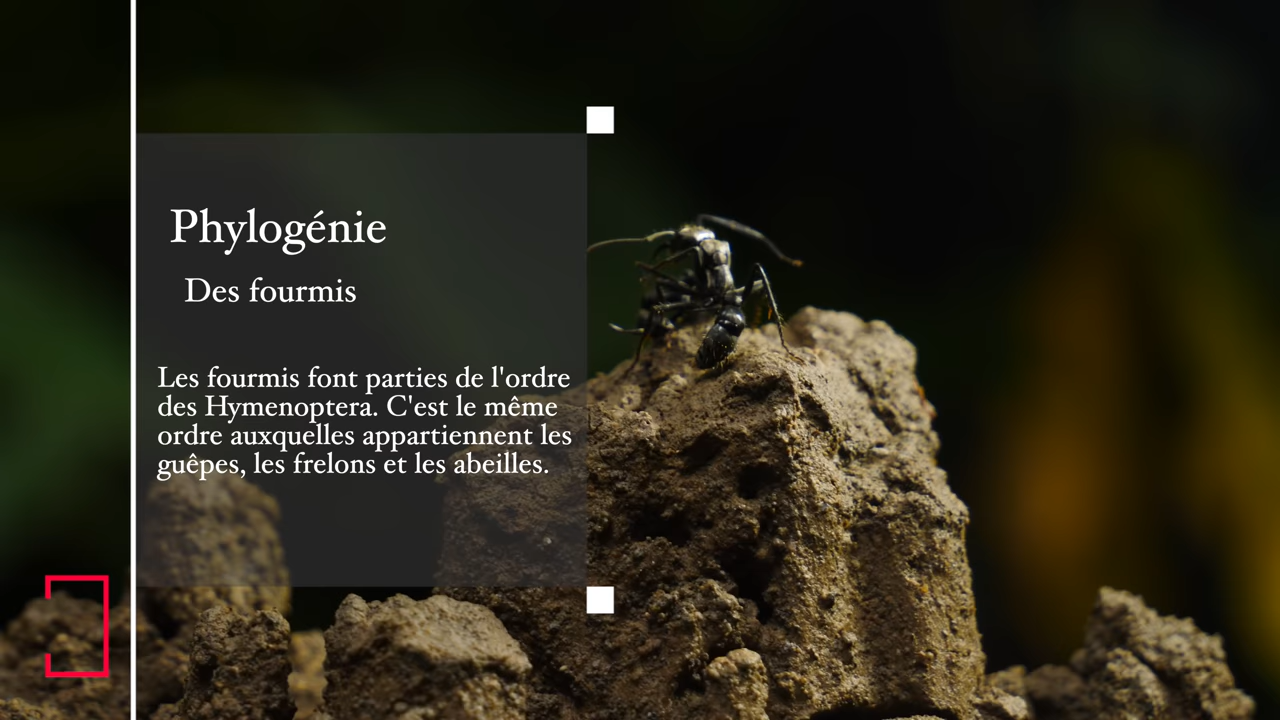 Phylogénie
Des fourmis
Les fourmis font parties de l'ordre
des Hymenoptera. C'est le même
ordre auxquelles appartiennent les
guêpes, les frelons et les abeilles.